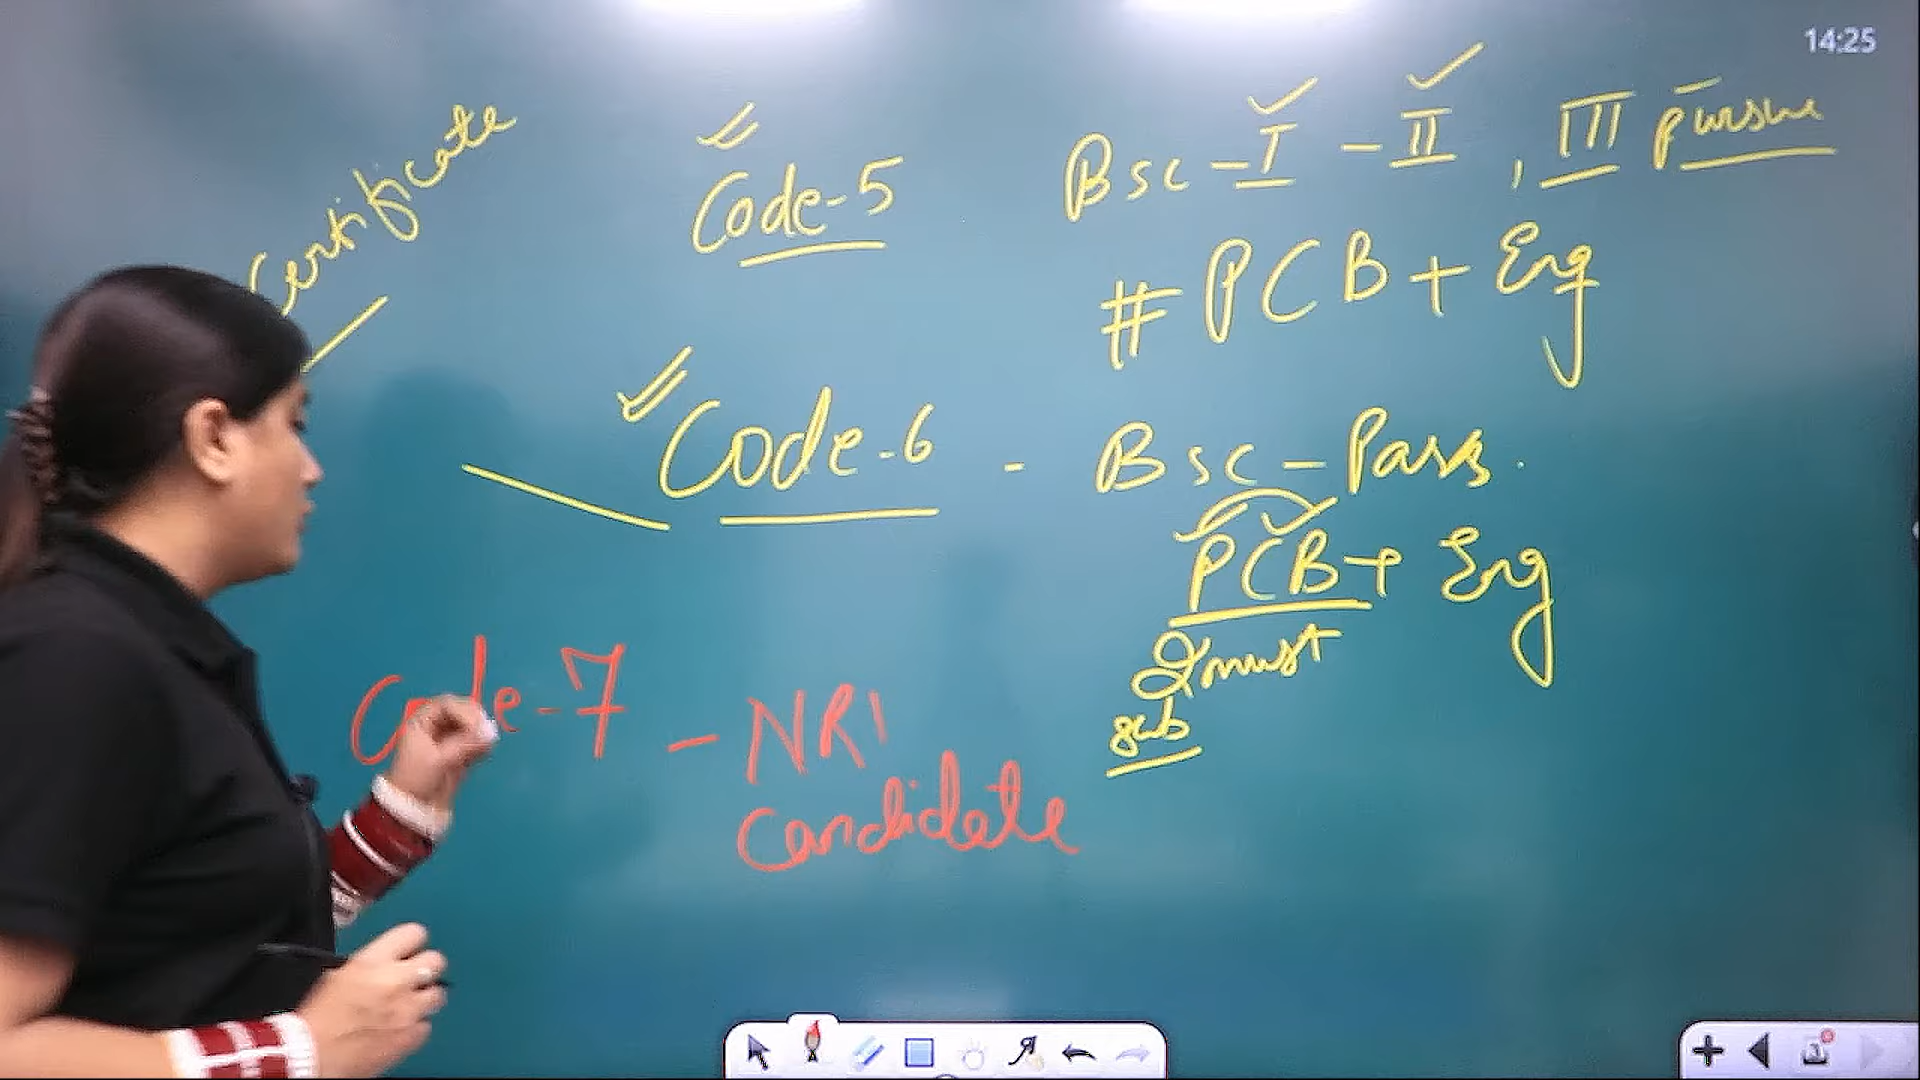 14:25
Certificate
Code-5
Bsc - I - II , III pursue
# PCB + Eng
Code-6 - Bsc - Pass.
PCB + Eng
2 must
sub
Code-7 - NRI
candidate